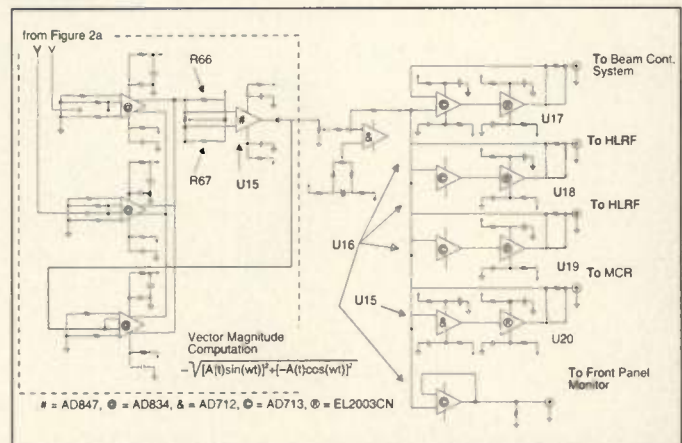 from Figure 2a
R66
R67
U15
#
&
To Beam Cont.
System
U17
To HLRF
U18
To HLRF
U19
To MCR
U20
U16
U15
&
To Front Panel
Monitor
Vector Magnitude
Computation
-√[A(t)sin(wt)]²+[-A(t)cos(wt)]²
# = AD847, @ = AD834, & = AD712, © = AD713, ® = EL2003CN